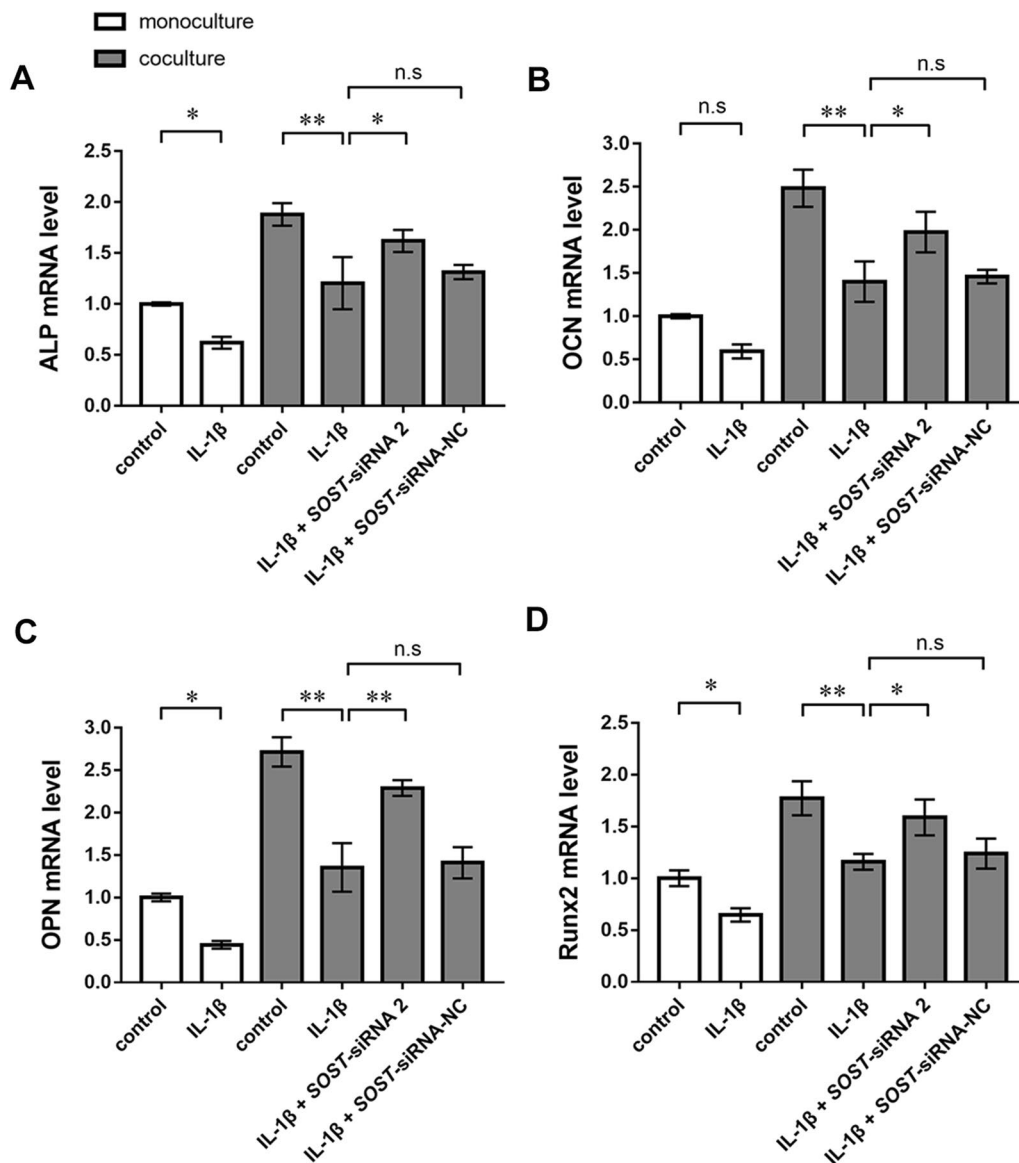 monoculture
coculture
A
n.s
* ** *
ALP mRNA level
2.5
2.0
1.5
1.0
0.5
0.0
control
IL-1β
control
IL-1β
IL-1β + SOST-siRNA 2
IL-1β + SOST-siRNA-NC
B
n.s
n.s ** *
OCN mRNA level
3.0
2.5
2.0
1.5
1.0
0.5
0.0
control
IL-1β
control
IL-1β
IL-1β + SOST-siRNA 2
IL-1β + SOST-siRNA-NC
C
n.s
* ** **
OPN mRNA level
3.0
2.5
2.0
1.5
1.0
0.5
0.0
control
IL-1β
control
IL-1β
IL-1β + SOST-siRNA 2
IL-1β + SOST-siRNA-NC
D
n.s
* ** *
Runx2 mRNA level
2.5
2.0
1.5
1.0
0.5
0.0
control
IL-1β
control
IL-1β
IL-1β + SOST-siRNA 2
IL-1β + SOST-siRNA-NC